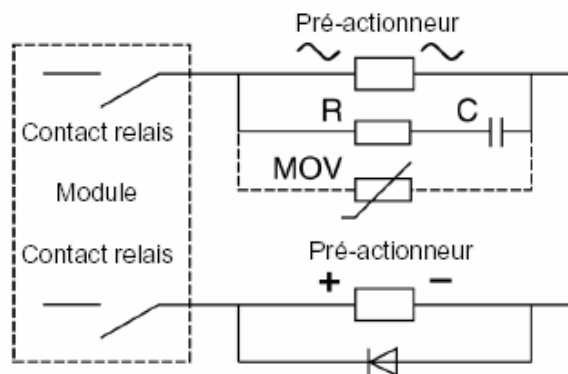 Pré-actionneur
R
C
Contact relais
MOV
Module
Contact relais
Pré-actionneur
+
−